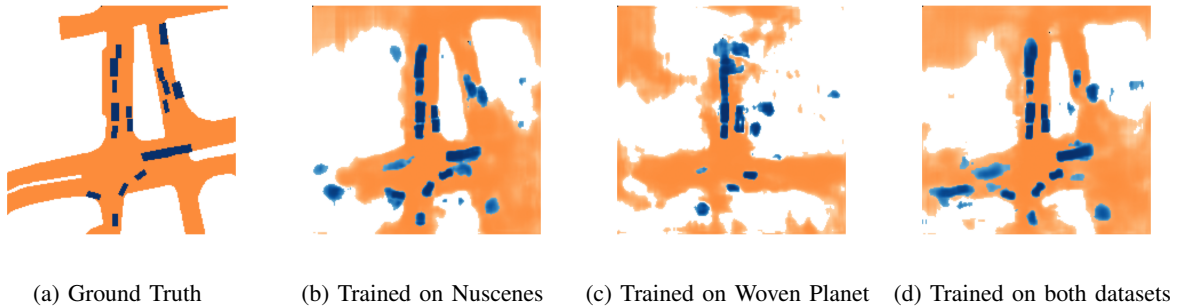 (a) Ground Truth
(b) Trained on Nuscenes
(c) Trained on Woven Planet
(d) Trained on both datasets